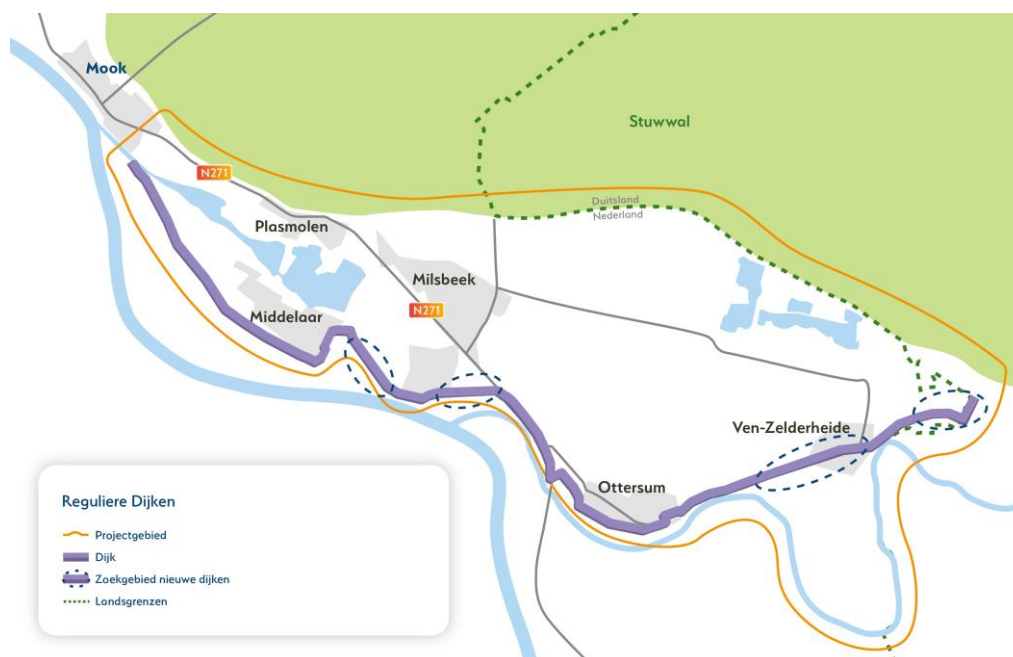 Mook
Stuwwal
N271
Duitsland
Nederland
Plasmolen
Milsbeek
N271
Middelaar
Ven-Zelderheide
Ottersum
Reguliere Dijken
Projectgebied
Dijk
Zoekgebied nieuwe dijken
Landsgrenzen